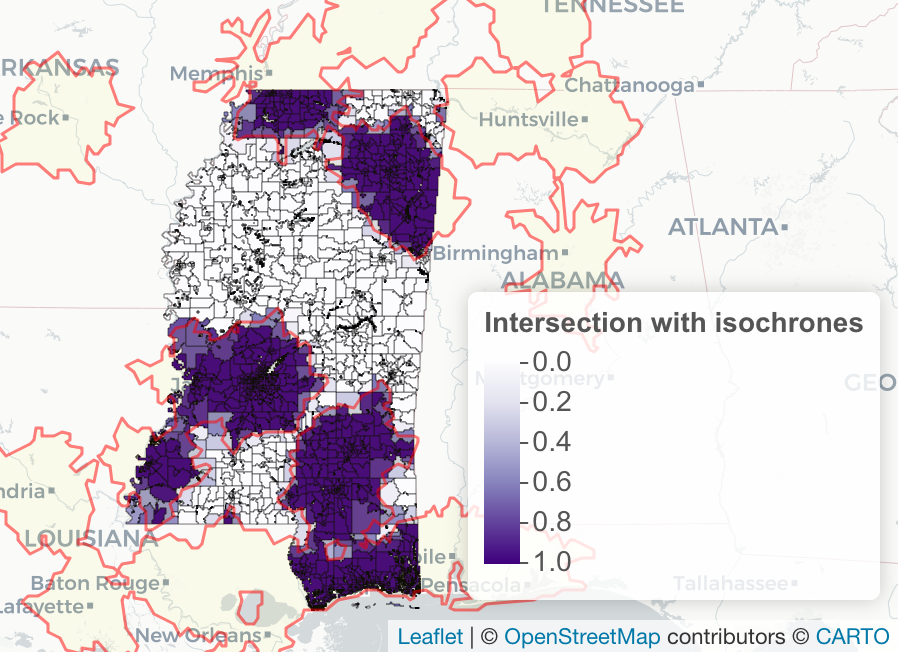 TENNESSEE
RKANSAS
Memphis
Chattanooga
e Rock
Huntsville
ATLANTA
Birmingham
ALABAMA
Intersection with isochrones
0.0
0.2
0.4
0.6
0.8
1.0
J
Montgomery
GEO
ndria
LOUISIANA
bile
Baton Rouge
Pensacola
Tallahassee
Lafayette
New Orleans
Leaflet | © OpenStreetMap contributors © CARTO